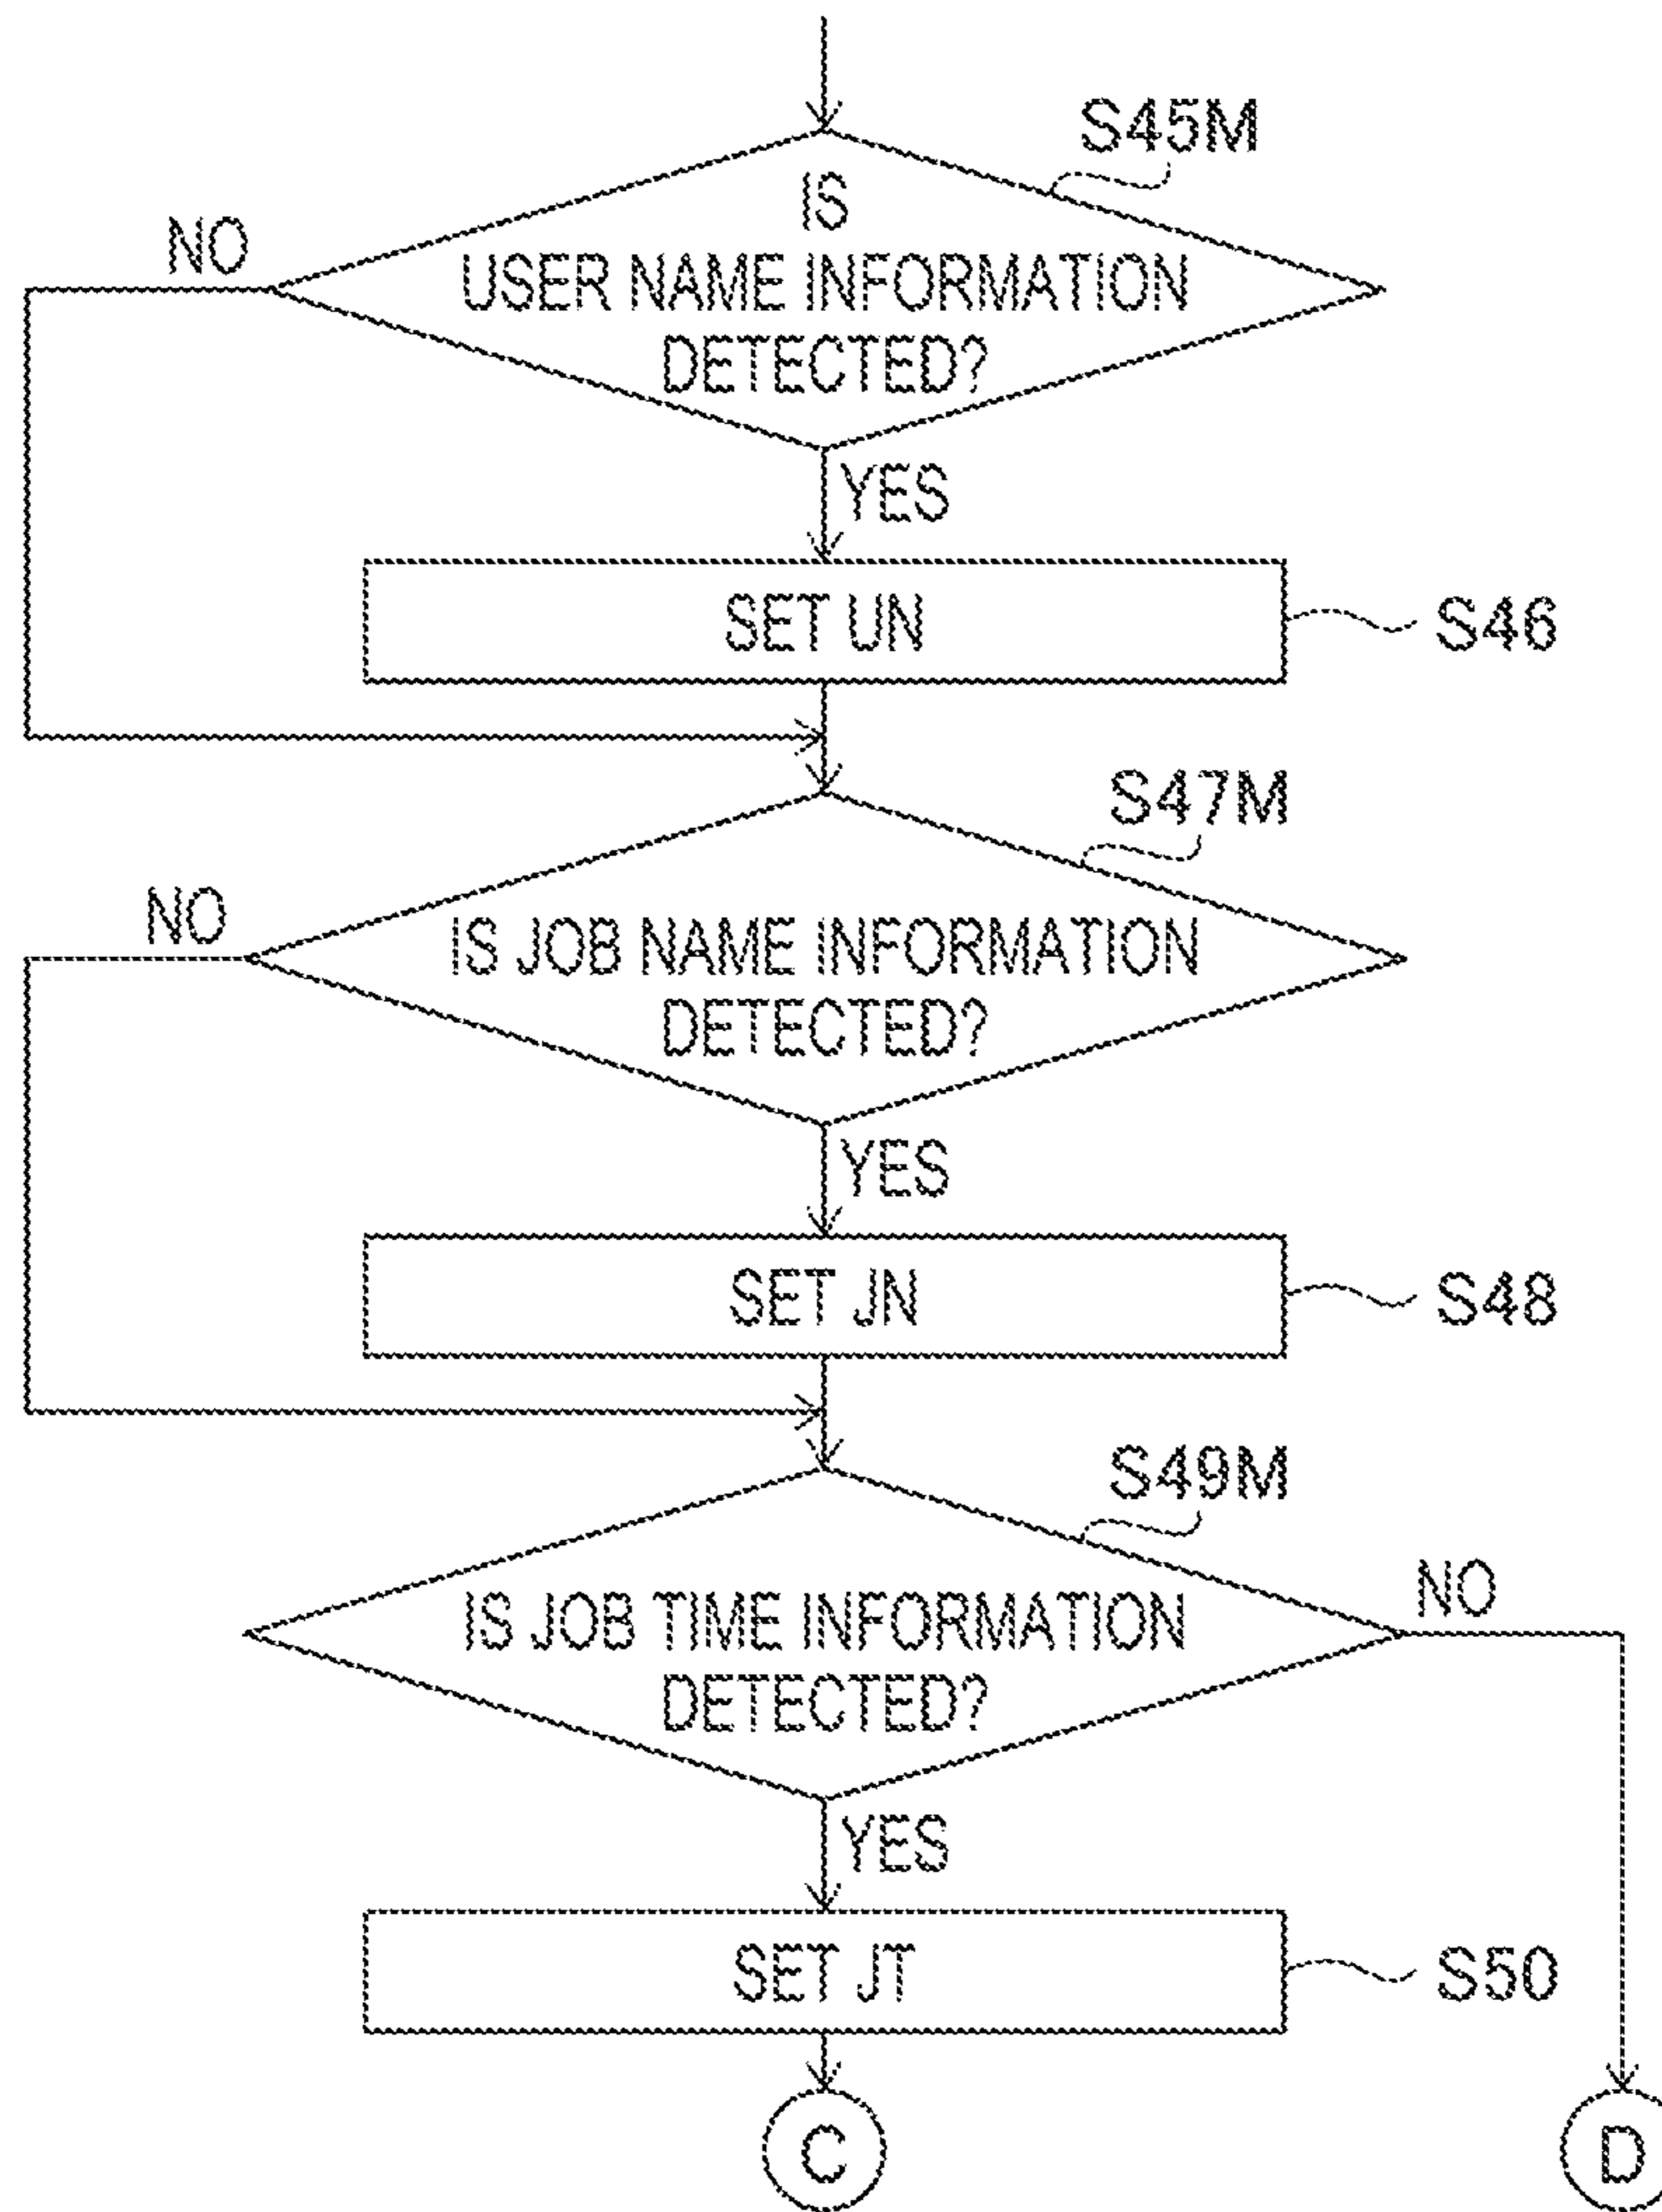 S45M
IS
NO
USER NAME INFORMATION
DETECTED?
YES
SET UN
S46
S47M
NO
IS JOB NAME INFORMATION
DETECTED?
YES
SET JN
S48
S49M
NO
IS JOB TIME INFORMATION
DETECTED?
YES
SET JT
S50
C
D